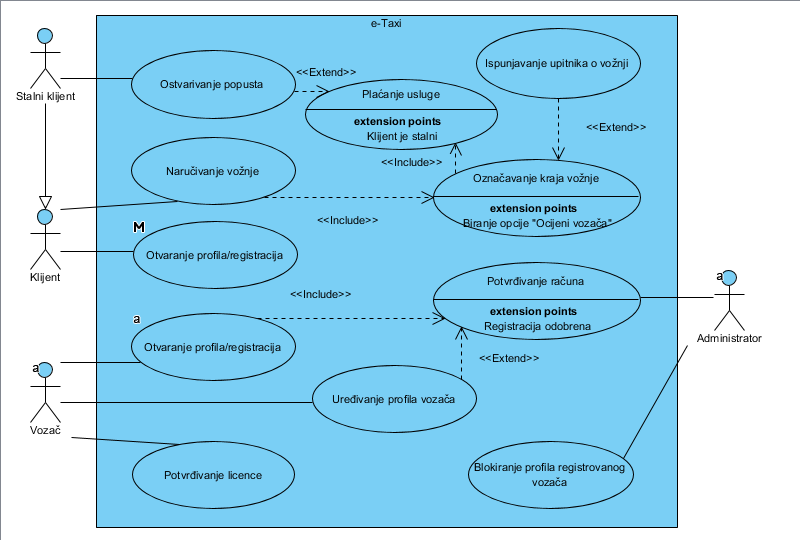 e-Taxi
Stalni klijent
Ostvarivanje popusta
<<Extend>>
Plaćanje usluge
extension points
Klijent je stalni
Ispunjavanje upitnika o vožnji
<<Extend>>
Naručivanje vožnje
<<Include>>
Označavanje kraja vožnje
extension points
Biranje opcije "Ocijeni vozača"
<<Include>>
Klijent
M
Otvaranje profila/registracija
<<Include>>
Potvrđivanje računa
extension points
Registracija odobrena
a
Administrator
a
Otvaranje profila/registracija
<<Extend>>
a
Vozač
Uređivanje profila vozača
Potvrđivanje licence
Blokiranje profila registrovanog
vozača